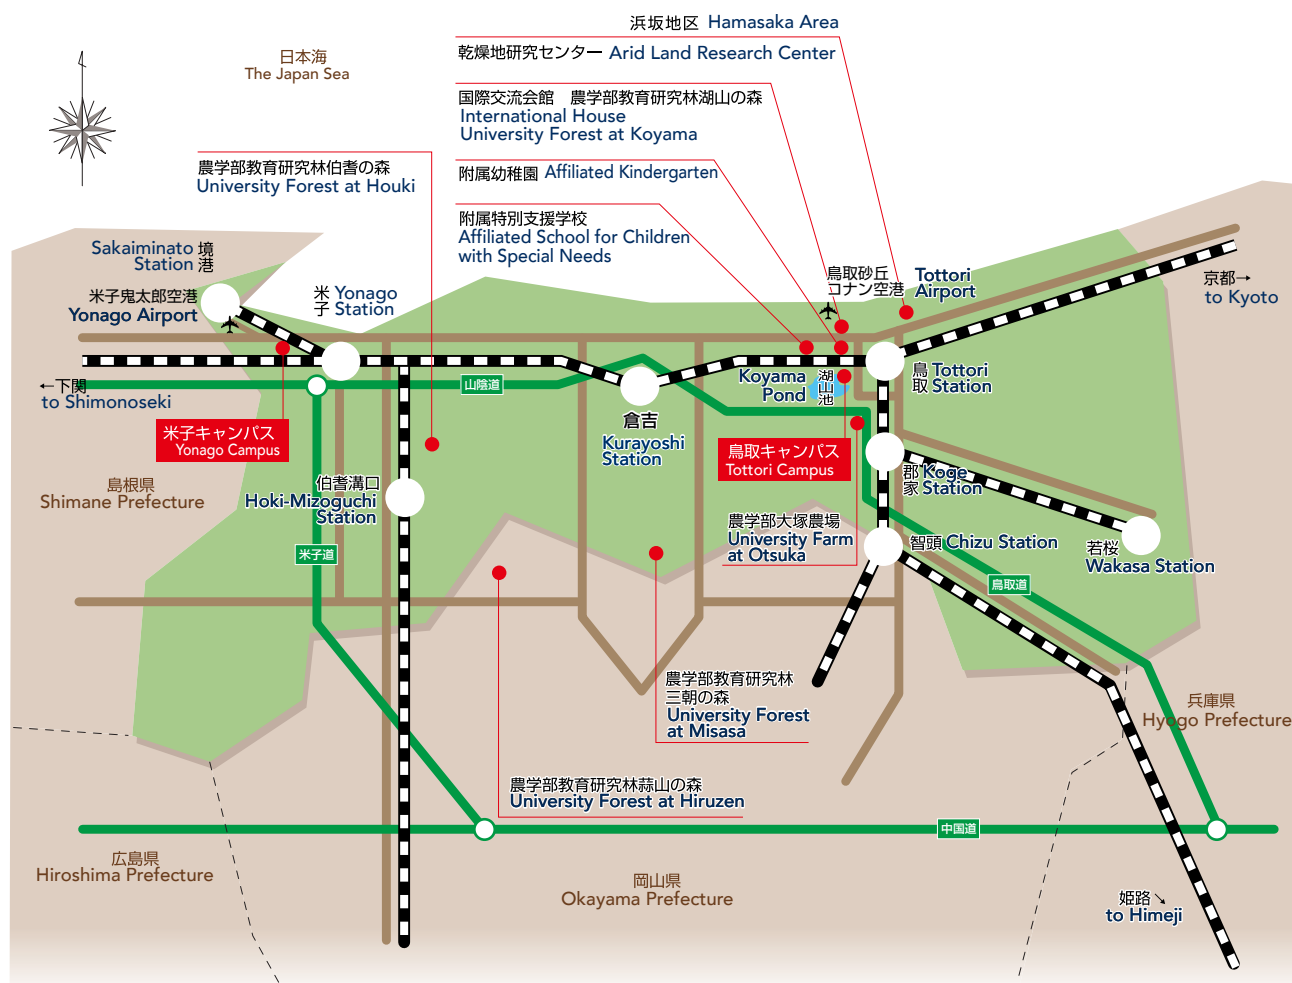 浜坂地区 Hamasaka Area
日本海
The Japan Sea
乾燥地研究センター Arid Land Research Center
国際交流会館　農学部教育研究林湖山の森
International House
University Forest at Koyama
農学部教育研究林伯耆の森
University Forest at Houki
附属幼稚園 Affiliated Kindergarten
附属特別支援学校
Affiliated School for Children
with Special Needs
Sakaiminato 境港
Station
米子鬼太郎空港
Yonago Airport
米子 Yonago
Station
鳥取砂丘
コナン空港
Tottori
Airport
京都→
to Kyoto
←下関
to Shimonoseki
山陰道
Koyama
Pond
湖山池
鳥取 Tottori
Station
米子キャンパス
Yonago Campus
倉吉
Kurayoshi
Station
鳥取キャンパス
Tottori Campus
郡家 Koge
Station
島根県
Shimane Prefecture
伯耆溝口
Hoki-Mizoguchi
Station
農学部大塚農場
University Farm
at Otsuka
智頭 Chizu Station
若桜
Wakasa Station
米子道
鳥取道
農学部教育研究林
三朝の森
University Forest
at Misasa
兵庫県
Hyogo Prefecture
農学部教育研究林蒜山の森
University Forest at Hiruzen
中国道
広島県
Hiroshima Prefecture
岡山県
Okayama Prefecture
姫路↘
to Himeji